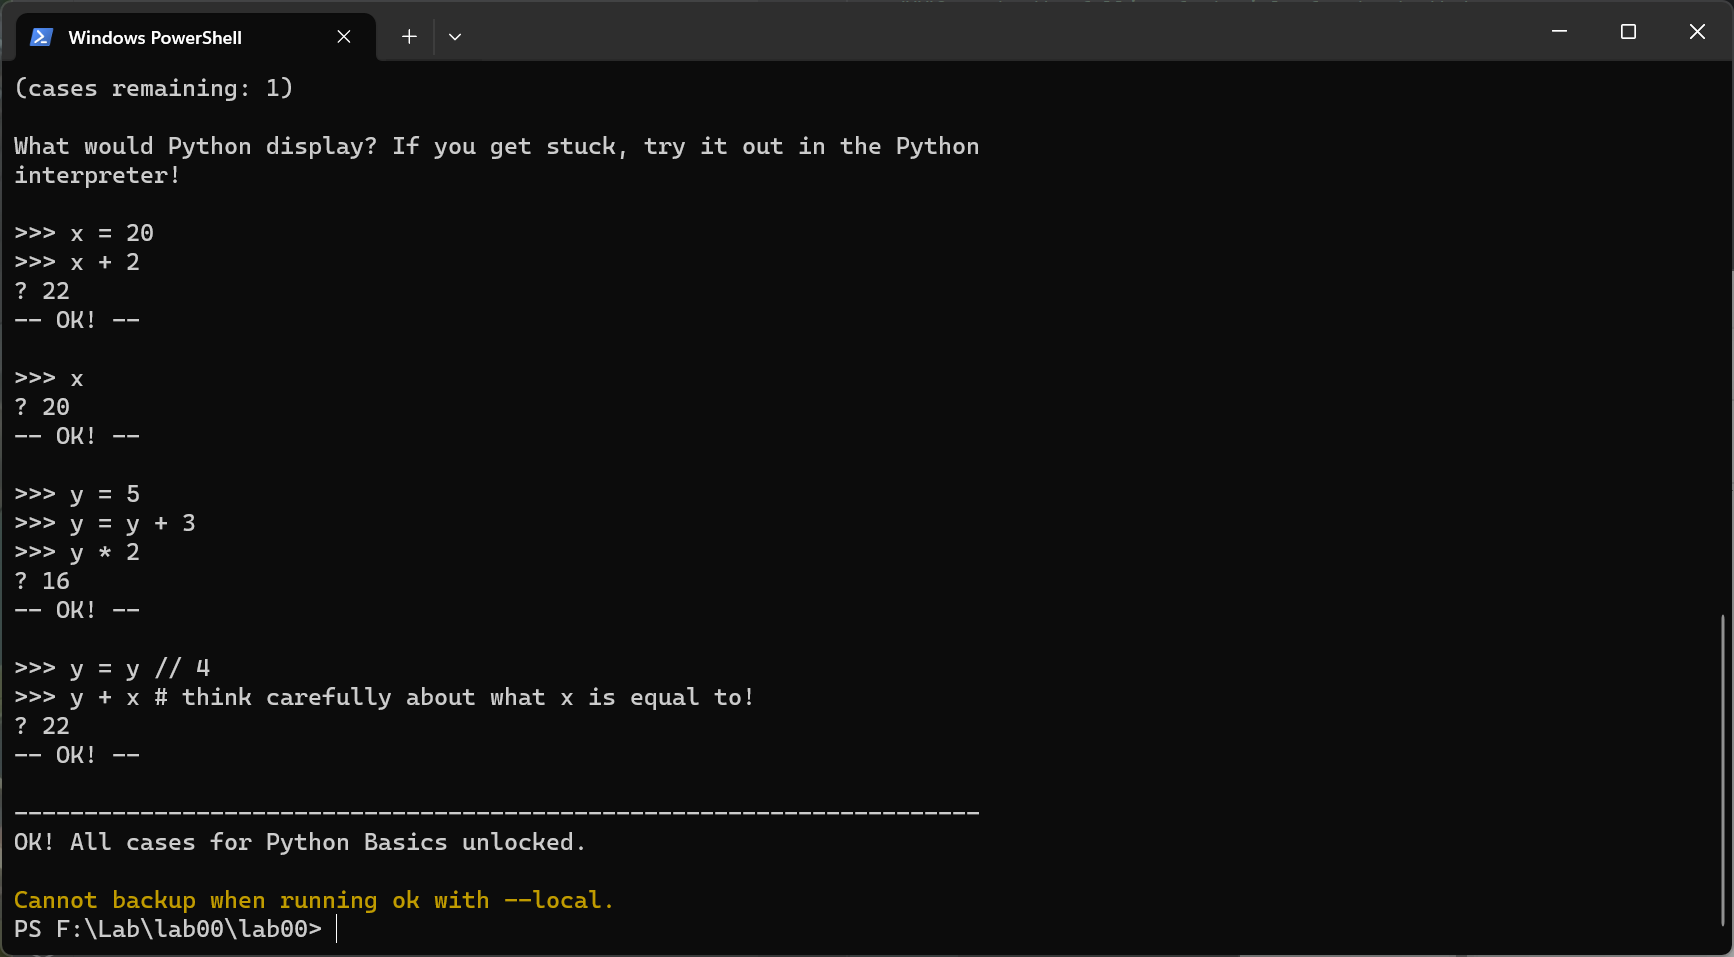 Windows PowerShell
(cases remaining: 1)
What would Python display? If you get stuck, try it out in the Python
interpreter!
>>> x = 20
>>> x + 2
? 22
-- OK! --
>>> x
? 20
-- OK! --
>>> y = 5
>>> y = y + 3
>>> y * 2
? 16
-- OK! --
>>> y = y // 4
>>> y + x # think carefully about what x is equal to!
? 22
-- OK! --
---------------------------------------------------------------------
OK! All cases for Python Basics unlocked.
Cannot backup when running ok with --local.
PS F:\Lab\lab00\lab00>